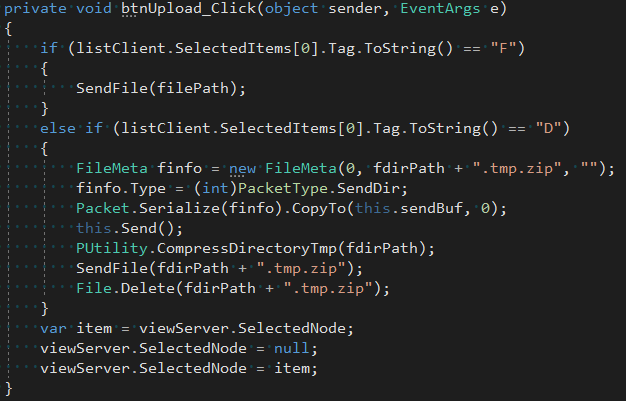 private void btnUpload_Click(object sender, EventArgs e)
{
    if (listClient.SelectedItems[0].Tag.ToString() == "F")
    {
        SendFile(filePath);
    }
    else if (listClient.SelectedItems[0].Tag.ToString() == "D")
    {
        FileMeta finfo = new FileMeta(0, fdirPath + ".tmp.zip", "");
        finfo.Type = (int)PacketType.SendDir;
        Packet.Serialize(finfo).CopyTo(this.sendBuf, 0);
        this.Send();
        PUtility.CompressDirectoryTmp(fdirPath);
        SendFile(fdirPath + ".tmp.zip");
        File.Delete(fdirPath + ".tmp.zip");
    }
    var item = viewServer.SelectedNode;
    viewServer.SelectedNode = null;
    viewServer.SelectedNode = item;
}